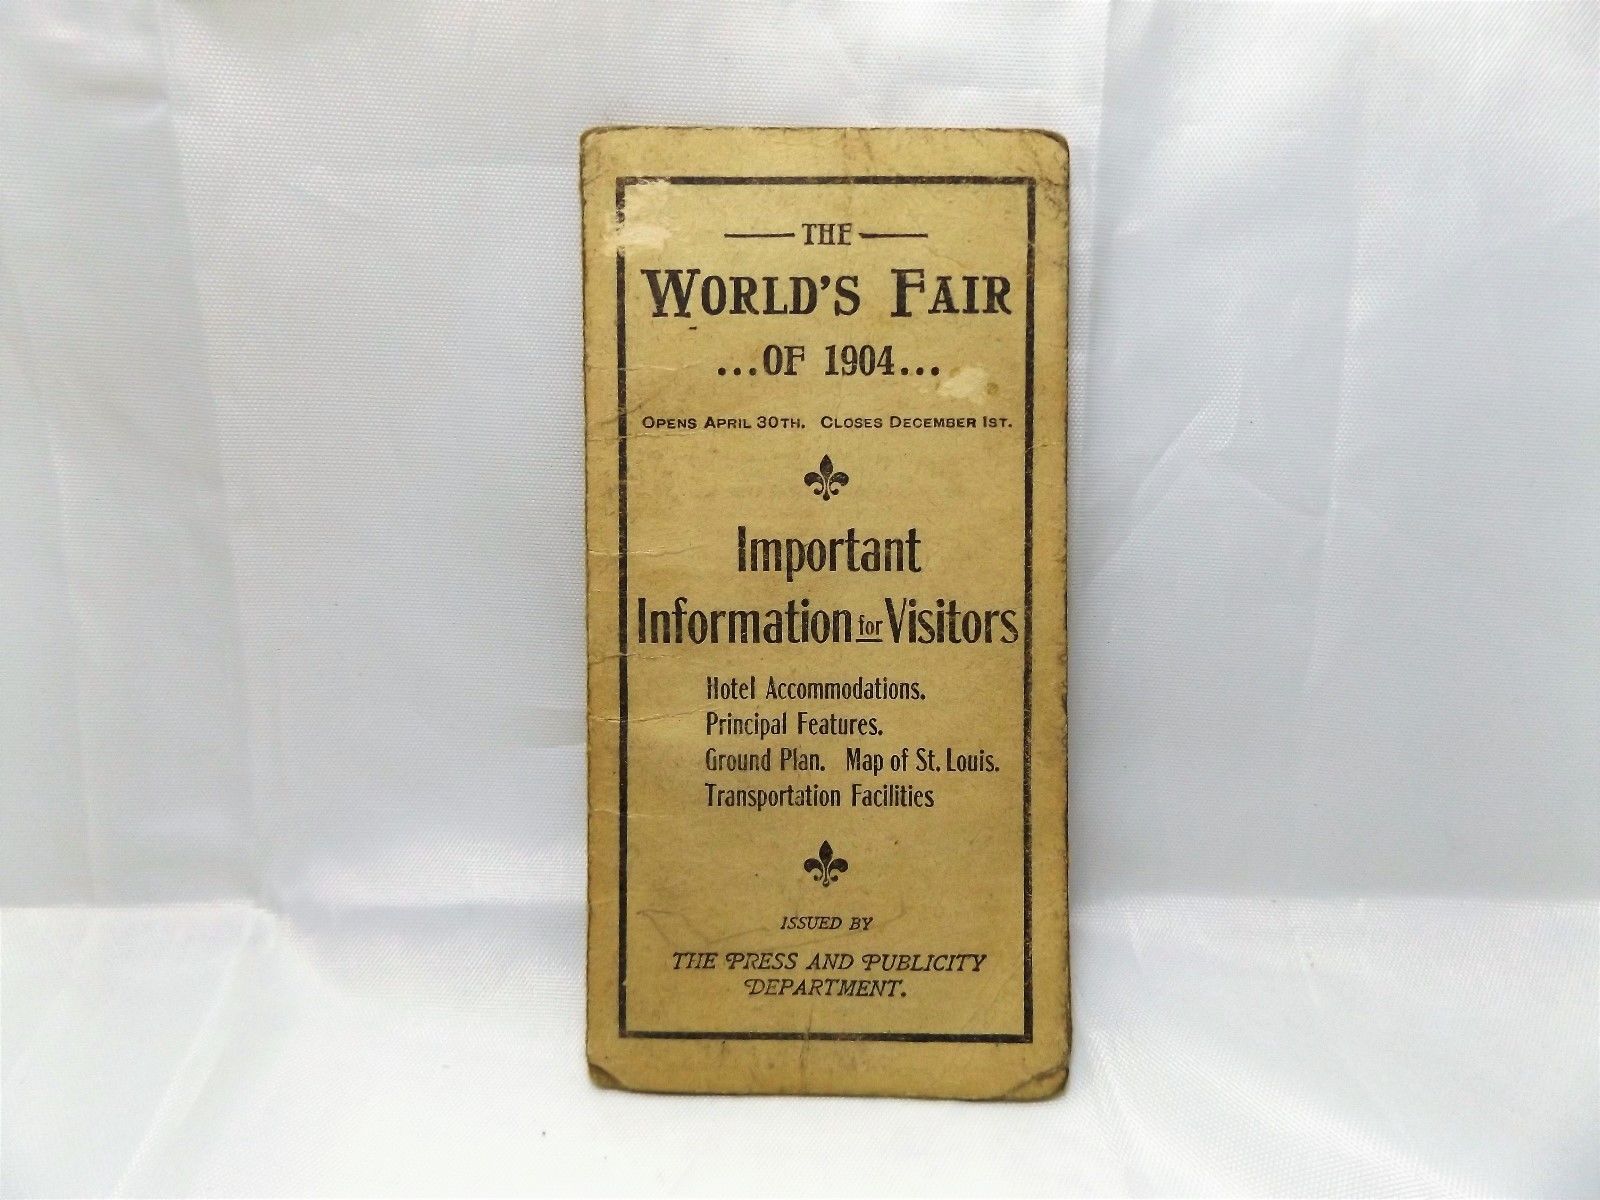 THE
WORLD'S FAIR
...OF 1904...
OPENS APRIL 30TH. CLOSES DECEMBER 1ST.
Important
Information for Visitors
Hotel Accommodations.
Principal Features.
Ground Plan. Map of St. Louis.
Transportation Facilities
ISSUED BY
THE PRESS AND PUBLICITY
DEPARTMENT.